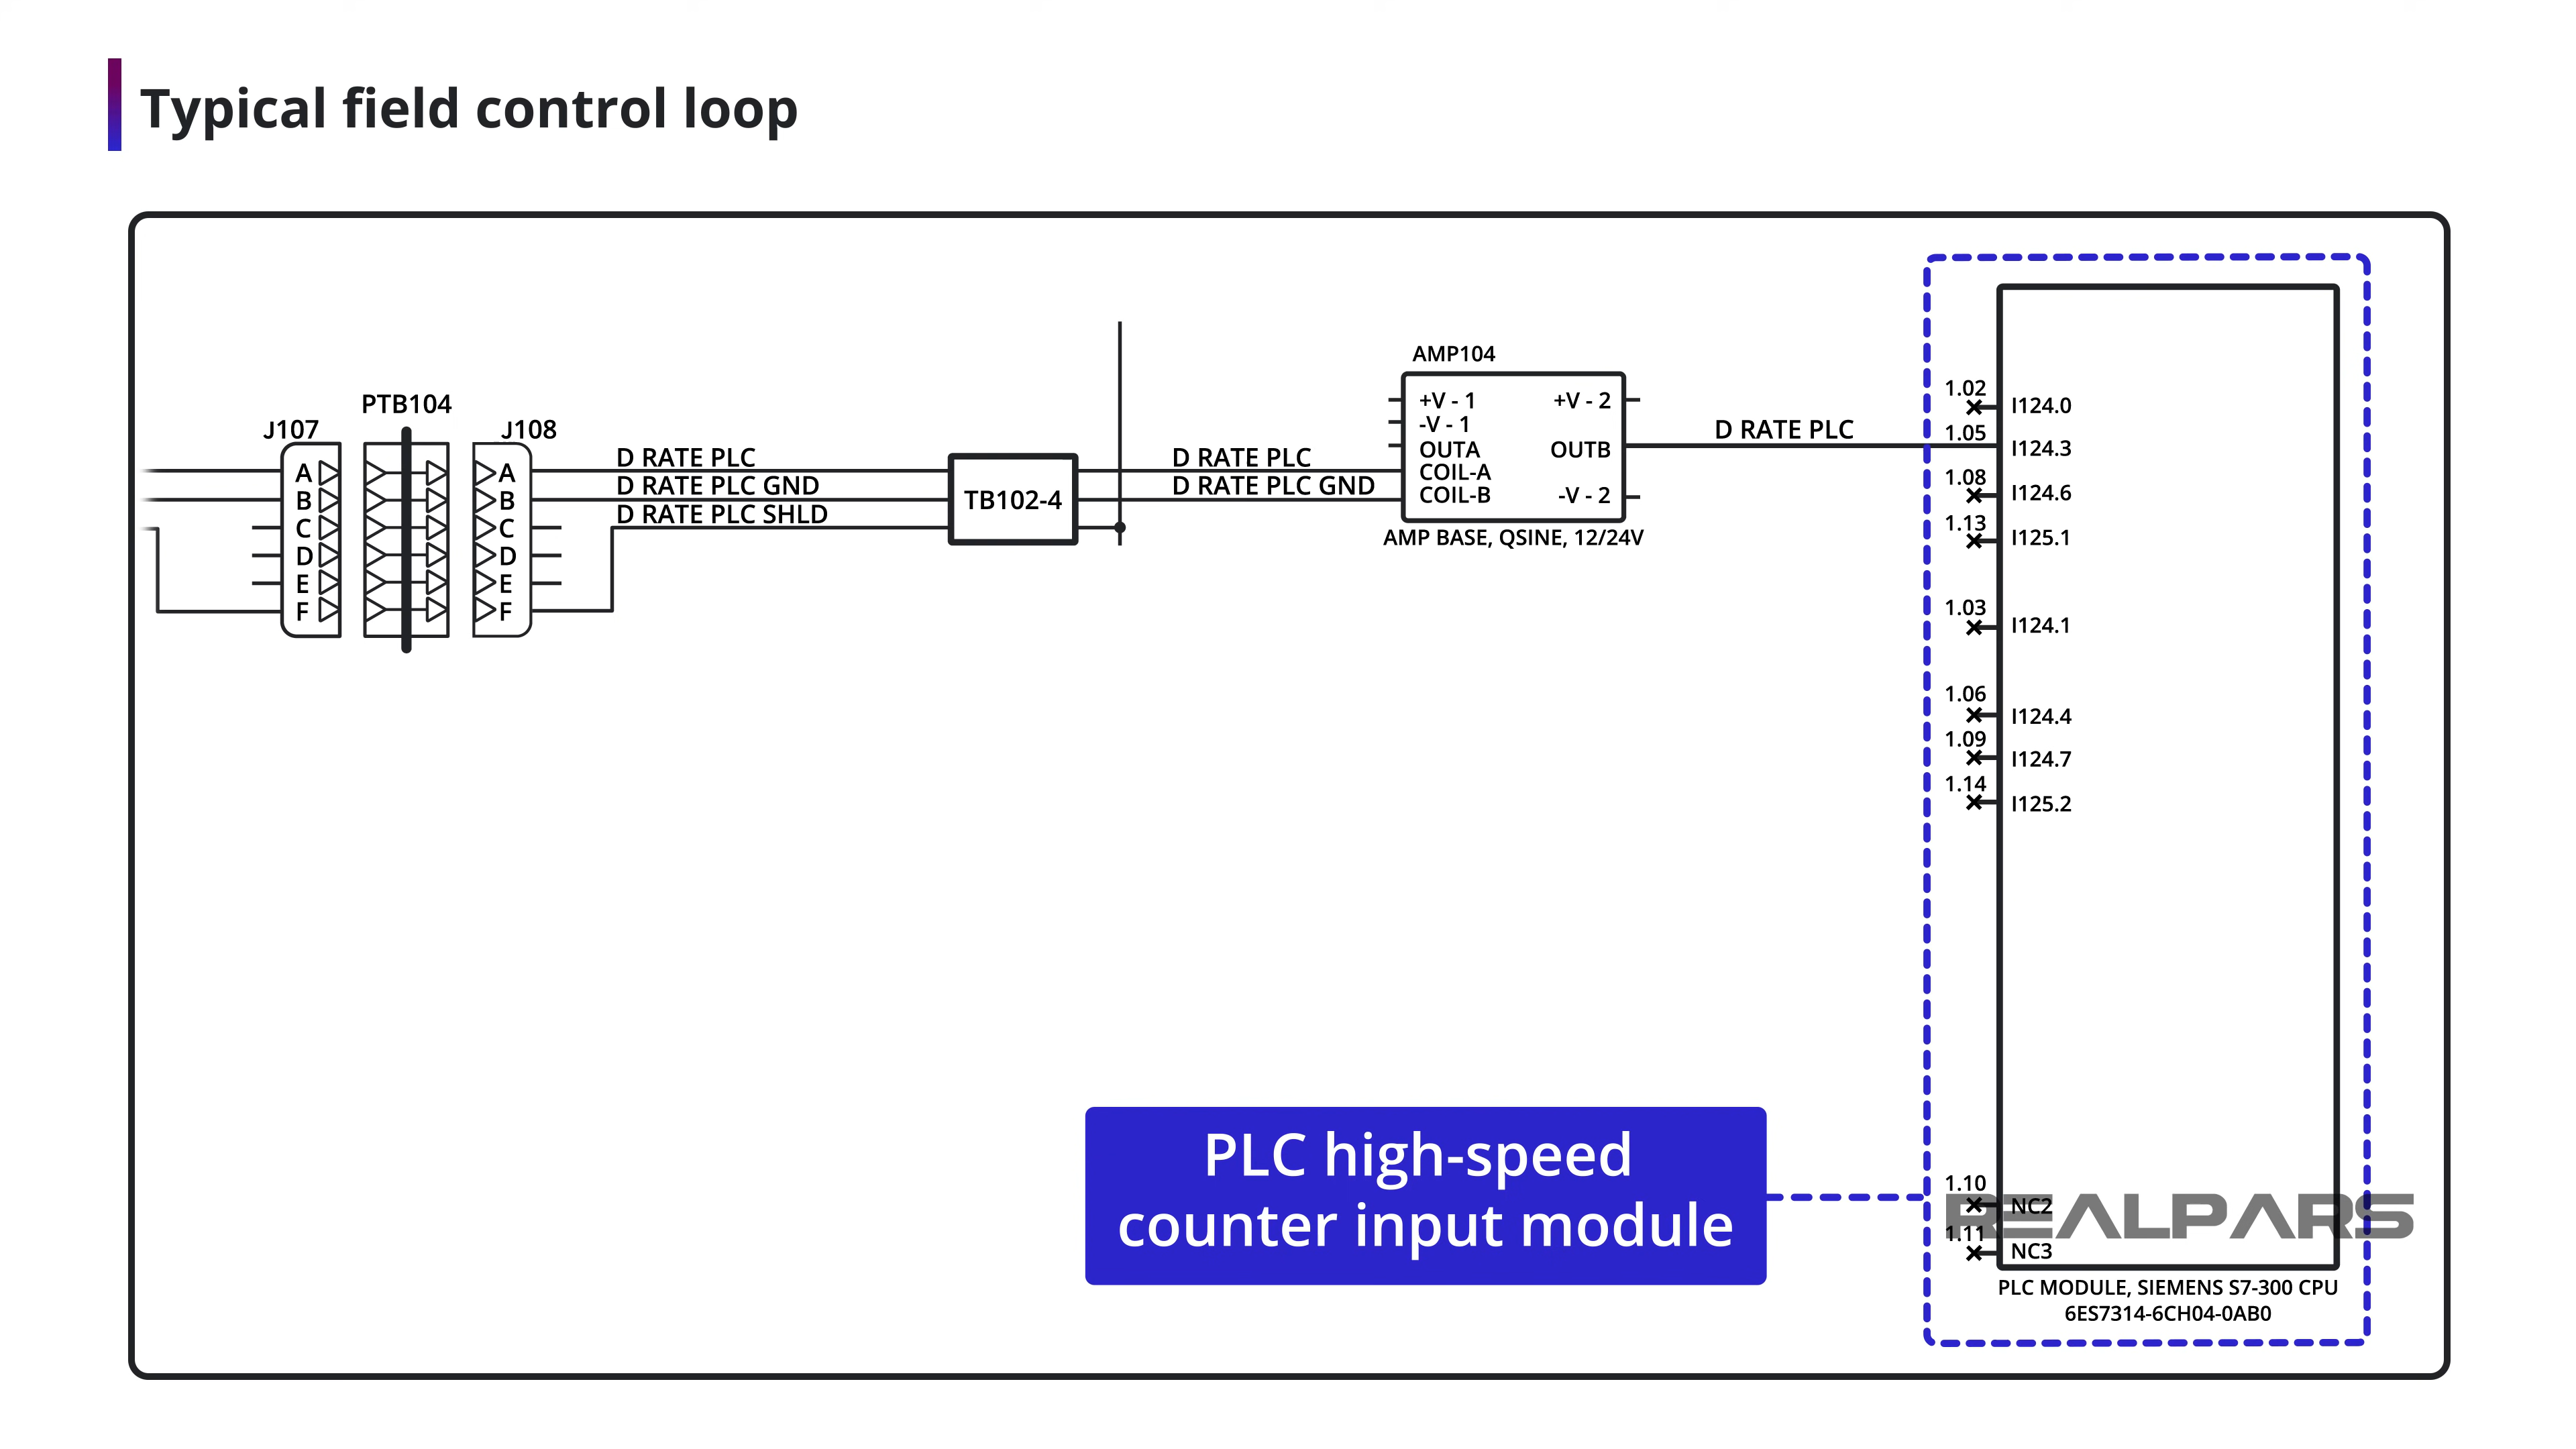 Typical field control loop
PTB104
J107
J108
A
B
C
D
E
F
A
B
C
D
E
F
D RATE PLC
D RATE PLC GND
D RATE PLC SHLD
TB102-4
D RATE PLC
D RATE PLC GND
AMP104
+V - 1
-V - 1
OUTA
COIL-A
COIL-B
+V - 2
OUTB
-V - 2
AMP BASE, QSINE, 12/24V
D RATE PLC
1.02
I124.0
1.05
I124.3
1.08
I124.6
1.13
I125.1
1.03
I124.1
1.06
I124.4
1.09
I124.7
1.14
I125.2
1.10
NC2
1.11
NC3
REALPARS
PLC MODULE, SIEMENS S7-300 CPU
6ES7314-6CH04-0AB0
PLC high-speed
counter input module